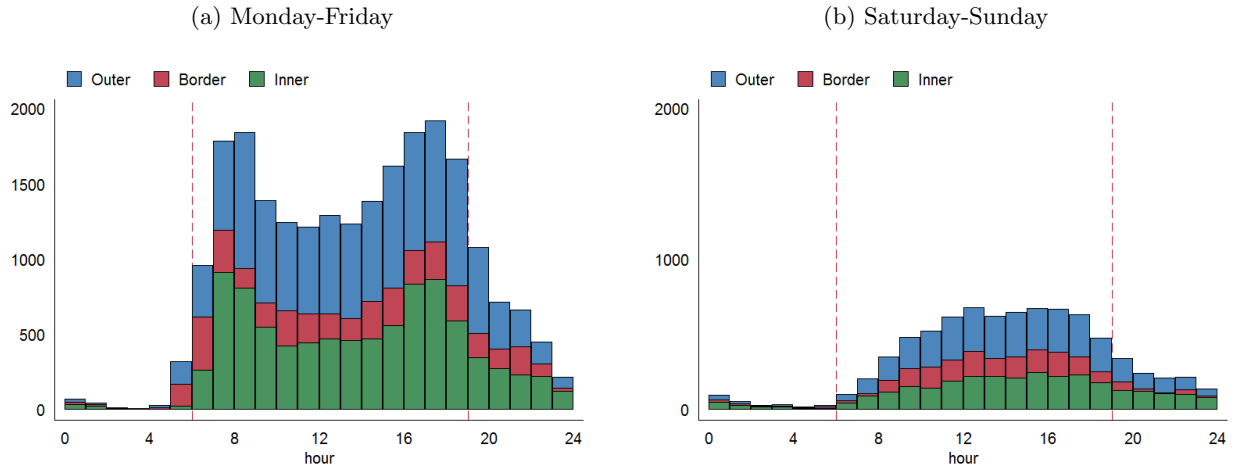 (a) Monday-Friday
Outer Border Inner
2000
1500
1000
500
0
0 4 8 12 16 20 24
hour
(b) Saturday-Sunday
Outer Border Inner
2000
1000
0
0 4 8 12 16 20 24
hour